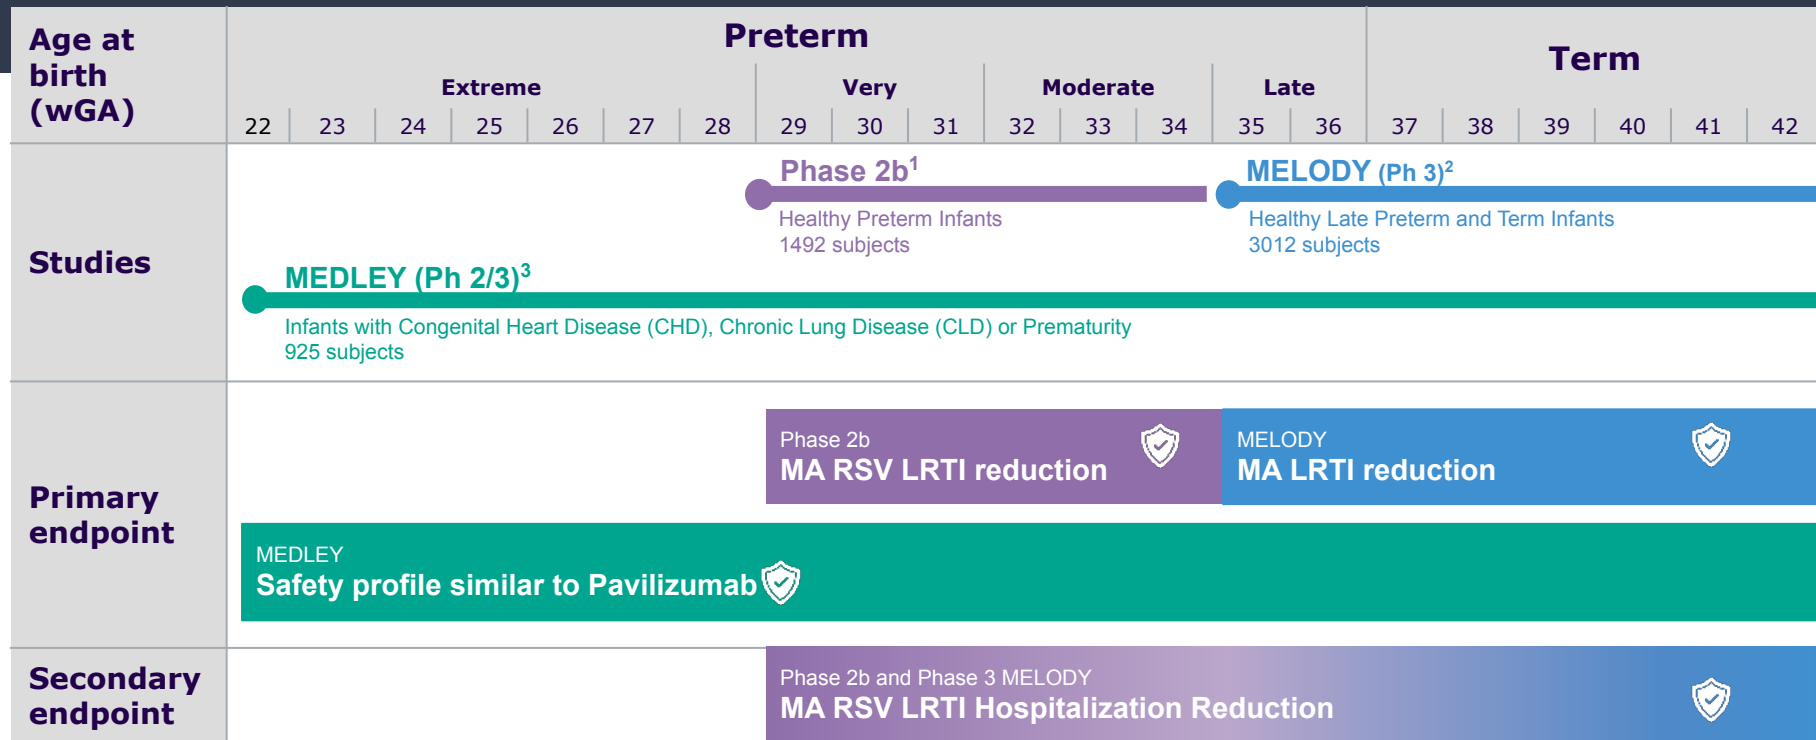 Age at
birth
(wGA)
Preterm
Term
Extreme
Very
Moderate
Late
22 23 24 25 26 27 28 29 30 31 32 33 34 35 36 37 38 39 40 41 42
Studies
Phase 2b1
Healthy Preterm Infants
1492 subjects
MELODY (Ph 3)2
Healthy Late Preterm and Term Infants
3012 subjects
MEDLEY (Ph 2/3)3
Infants with Congenital Heart Disease (CHD), Chronic Lung Disease (CLD) or Prematurity
925 subjects
Primary
endpoint
Phase 2b
MA RSV LRTI reduction
MELODY
MA LRTI reduction
MEDLEY
Safety profile similar to Pavilizumab
Secondary
endpoint
Phase 2b and Phase 3 MELODY
MA RSV LRTI Hospitalization Reduction